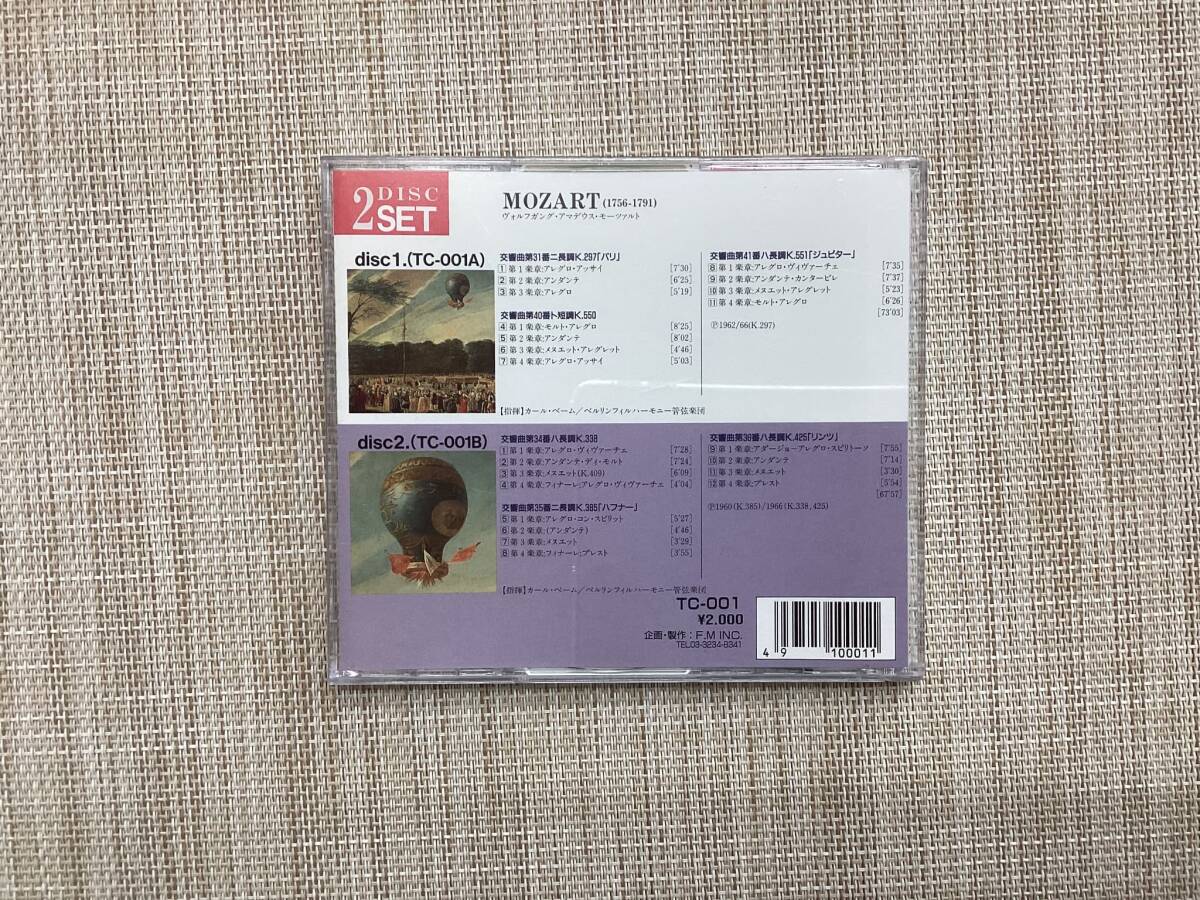 2 DISC SET
MOZART (1756-1791)
ヴォルフガング・アマデウス・モーツァルト
disc1.(TC-001A)
交響曲第31番ニ長調K.297「パリ」
1 第1楽章:アレグロ・アッサイ [7'30]
2 第2楽章:アンダンテ [6'25]
3 第3楽章:アレグロ [5'19]
交響曲第40番ト短調K.550
4 第1楽章:モルト・アレグロ [8'25]
5 第2楽章:アンダンテ [8'02]
6 第3楽章:メヌエット・アレグレット [4'46]
7 第4楽章:アレグロ・アッサイ [5'03]
交響曲第41番ハ長調K.551「ジュピター」
8 第1楽章:アレグロ・ヴィヴァーチェ [7'35]
9 第2楽章:アンダンテ・カンタービレ [7'37]
10 第3楽章:メヌエット・アレグレット [5'23]
11 第4楽章:モルト・アレグロ [6'26]
[73'03]
Ⓟ1962/66(K.297)
【指揮】カール・ベーム/ベルリンフィルハーモニー管弦楽団
disc2.(TC-001B)
交響曲第34番ハ長調K.338
1 第1楽章:アレグロ・ヴィヴァーチェ [7'28]
2 第2楽章:アンダンテ・ディ・モルト [7'24]
3 第3楽章:メヌエット(K.409) [6'09]
4 第4楽章:フィナーレ;アレグロ・ヴィヴァーチェ [4'04]
交響曲第35番ニ長調K.385「ハフナー」
5 第1楽章:アレグロ・コン・スピリット [5'27]
6 第2楽章:(アンダンテ) [4'46]
7 第3楽章:メヌエット [3'29]
8 第4楽章:フィナーレ;プレスト [3'55]
交響曲第36番ハ長調K.425「リンツ」
9 第1楽章:アダージョーアレグロ・スピリトーソ [7'55]
10 第2楽章:アンダンテ [7'14]
11 第3楽章:メヌエット [3'30]
12 第4楽章:プレスト [5'54]
[67'57]
Ⓟ1960(K.385)/1966(K.338,425)
【指揮】カール・ベーム/ベルリンフィルハーモニー管弦楽団
TC-001
¥2.000
企画・製作:F.M INC.
TEL03-3234-8341
49 100011